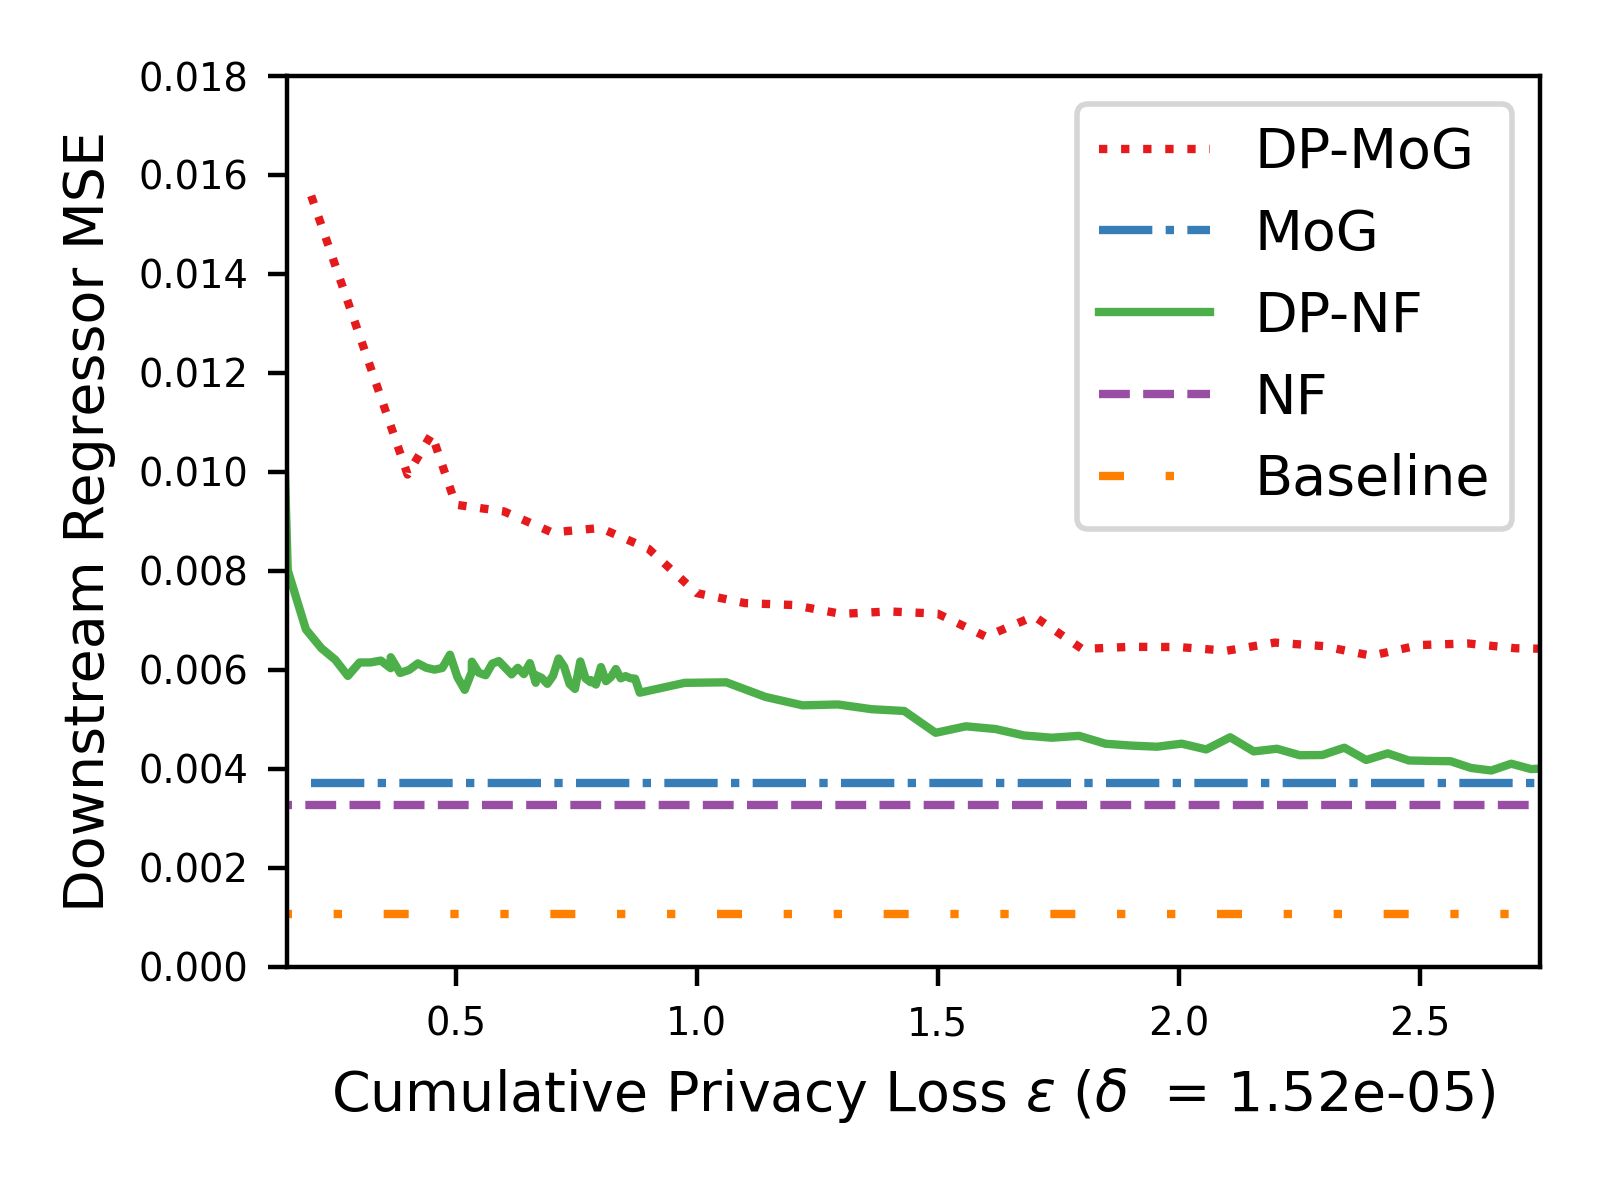 0.018
0.016
0.014
0.012
0.010
0.008
0.006
0.004
0.002
0.000
Downstream Regressor MSE
DP-MoG
MoG
DP-NF
NF
Baseline
0.5 1.0 1.5 2.0 2.5
Cumulative Privacy Loss ε (δ = 1.52e-05)